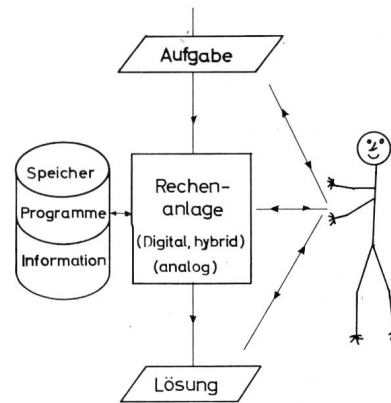 Aufgabe
Speicher
Programme
Information
Rechen-
anlage
(Digital, hybrid)
(analog)
Lösung